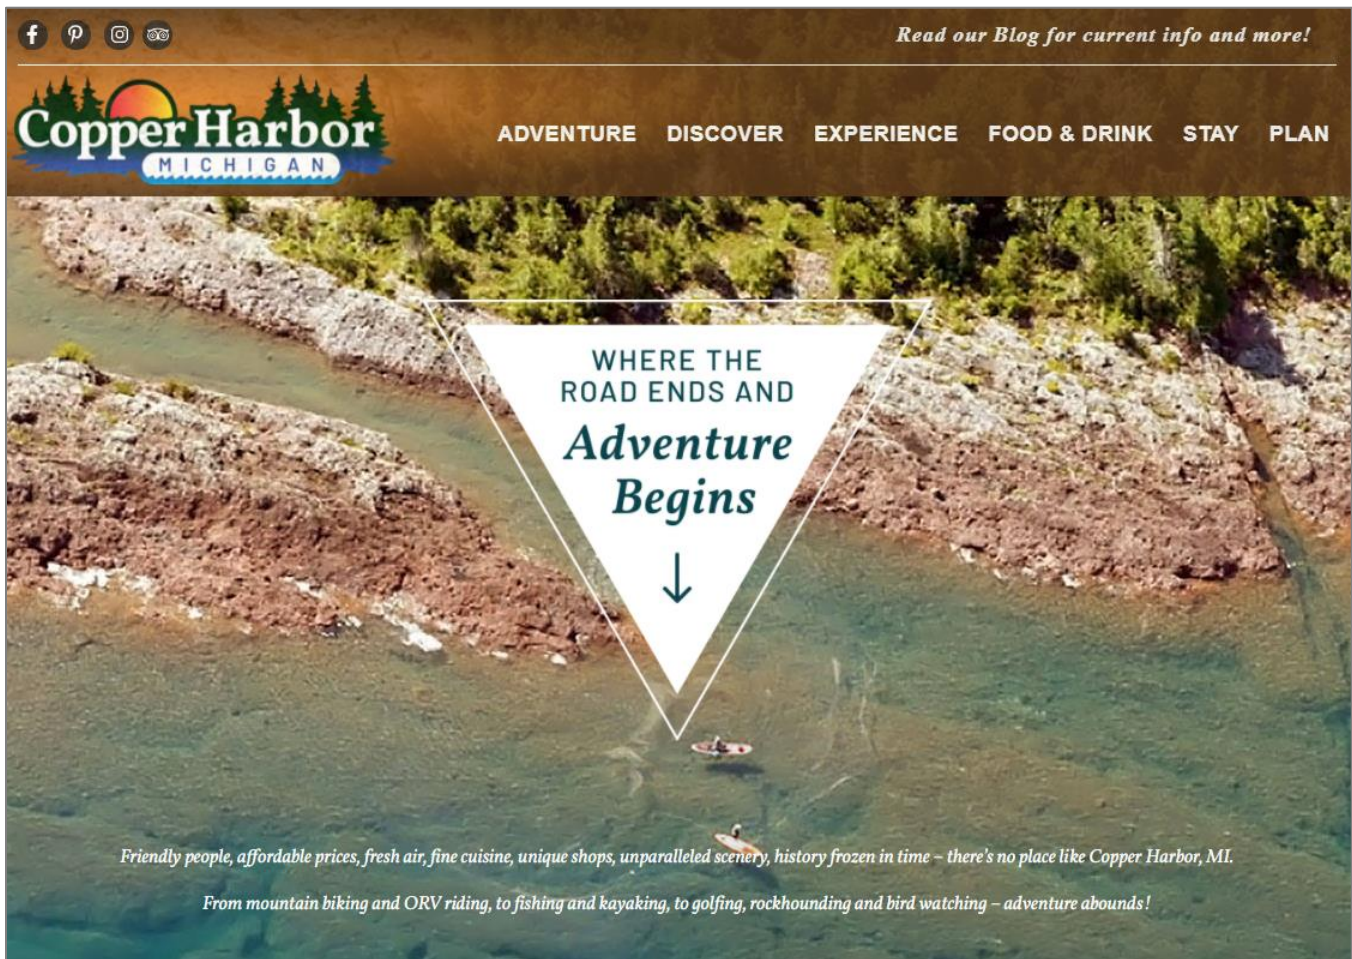 Read our Blog for current info and more!
Copper Harbor
MICHIGAN
ADVENTURE DISCOVER EXPERIENCE FOOD & DRINK STAY PLAN
WHERE THE
ROAD ENDS AND
Adventure
Begins
Friendly people, affordable prices, fresh air, fine cuisine, unique shops, unparalleled scenery, history frozen in time – there's no place like Copper Harbor, MI.
From mountain biking and ORV riding, to fishing and kayaking, to golfing, rockhounding and bird watching – adventure abounds!